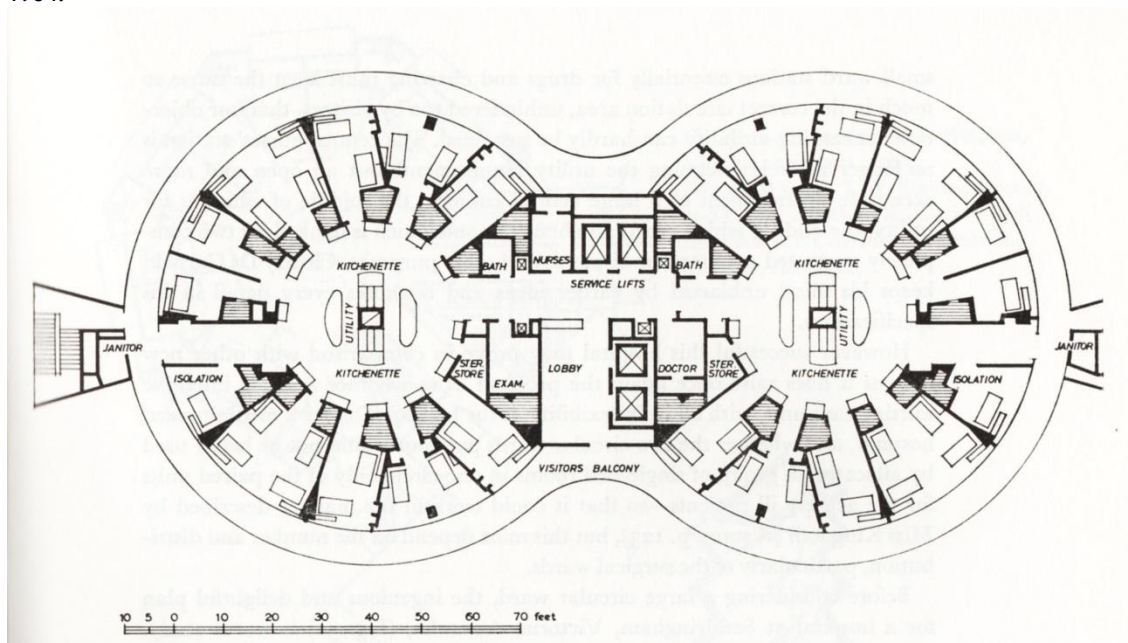 KITCHENETTE
BATH
NURSES
SERVICE LIFTS
BATH
KITCHENETTE
UTILITY
UTILITY
JANITOR
ISOLATION
KITCHENETTE
STER
STORE
EXAM.
LOBBY
DOCTOR
STER
STORE
KITCHENETTE
ISOLATION
JANITOR
VISITORS BALCONY
10 5 0 10 20 30 40 50 60 70 feet